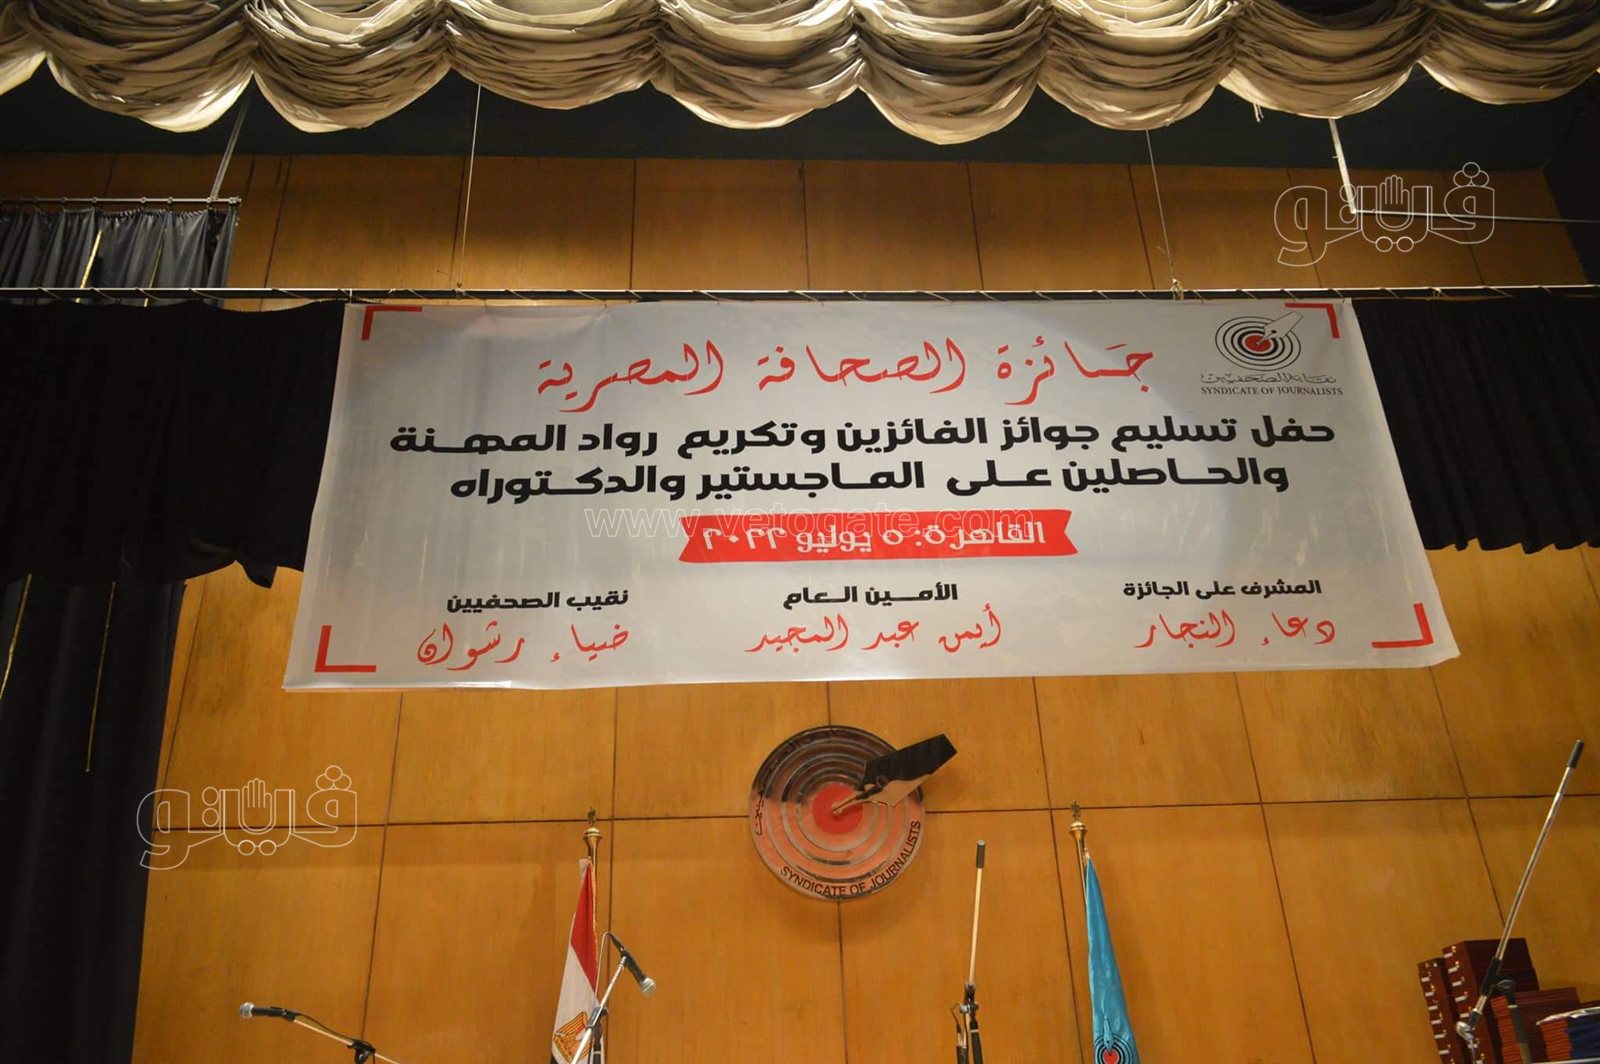 فيتو
جَائزة الصحافة المصرية
نقابة الصحفيين
SYNDICATE OF JOURNALISTS
حفل تسليم جوائز الفائزين وتكريم رواد المهنة
والحاصلين على الماجستير والدكتوراه
www.vetogate.com
القاهرة: ٥ يوليو ٢٠٢٢
المشرف على الجائزة
دعاء النجار
الأمين العام
أيمن عبد المجيد
نقيب الصحفيين
ضياء رشوان
فيتو
SYNDICATE OF JOURNALISTS